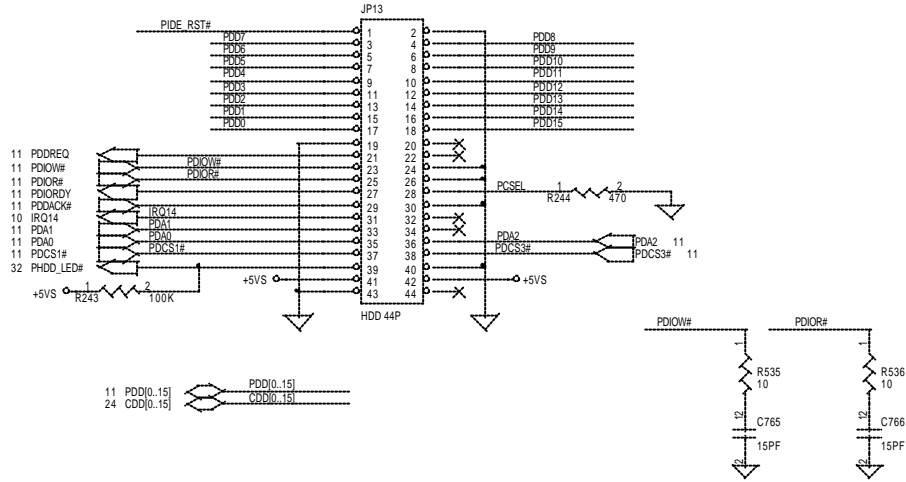 JP13
PIDE_RST# 1 2
PDD7 3 4 PDD8
PDD6 5 6 PDD9
PDD5 7 8 PDD10
PDD4 9 10 PDD11
PDD3 11 12 PDD12
PDD2 13 14 PDD13
PDD1 15 16 PDD14
PDD0 17 18 PDD15
19 20
11 PDDREQ 21 22
11 PDIOW# PDIOW# 23 24
11 PDIOR# PDIOR# 25 26
11 PDIORDY 27 28 PCSEL 1 R244 2 470
11 PDDACK# 29 30
10 IRQ14 IRQ14 31 32
11 PDA1 PDA1 33 34
11 PDA0 PDA0 35 36 PDA2 PDA2 11
11 PDCS1# PDCS1# 37 38 PDCS3# PDCS3# 11
32 PHDD_LED# 39 40
+5VS 41 42 +5VS
+5VS 1 R243 2 100K 43 44
HDD 44P
PDIOW# PDIOR#
1 1
R535 R536
10 10
11 PDD[0..15] PDD[0..15]
24 CDD[0..15] CDD[0..15]
12 12
C765 C766
15PF 15PF
2 2